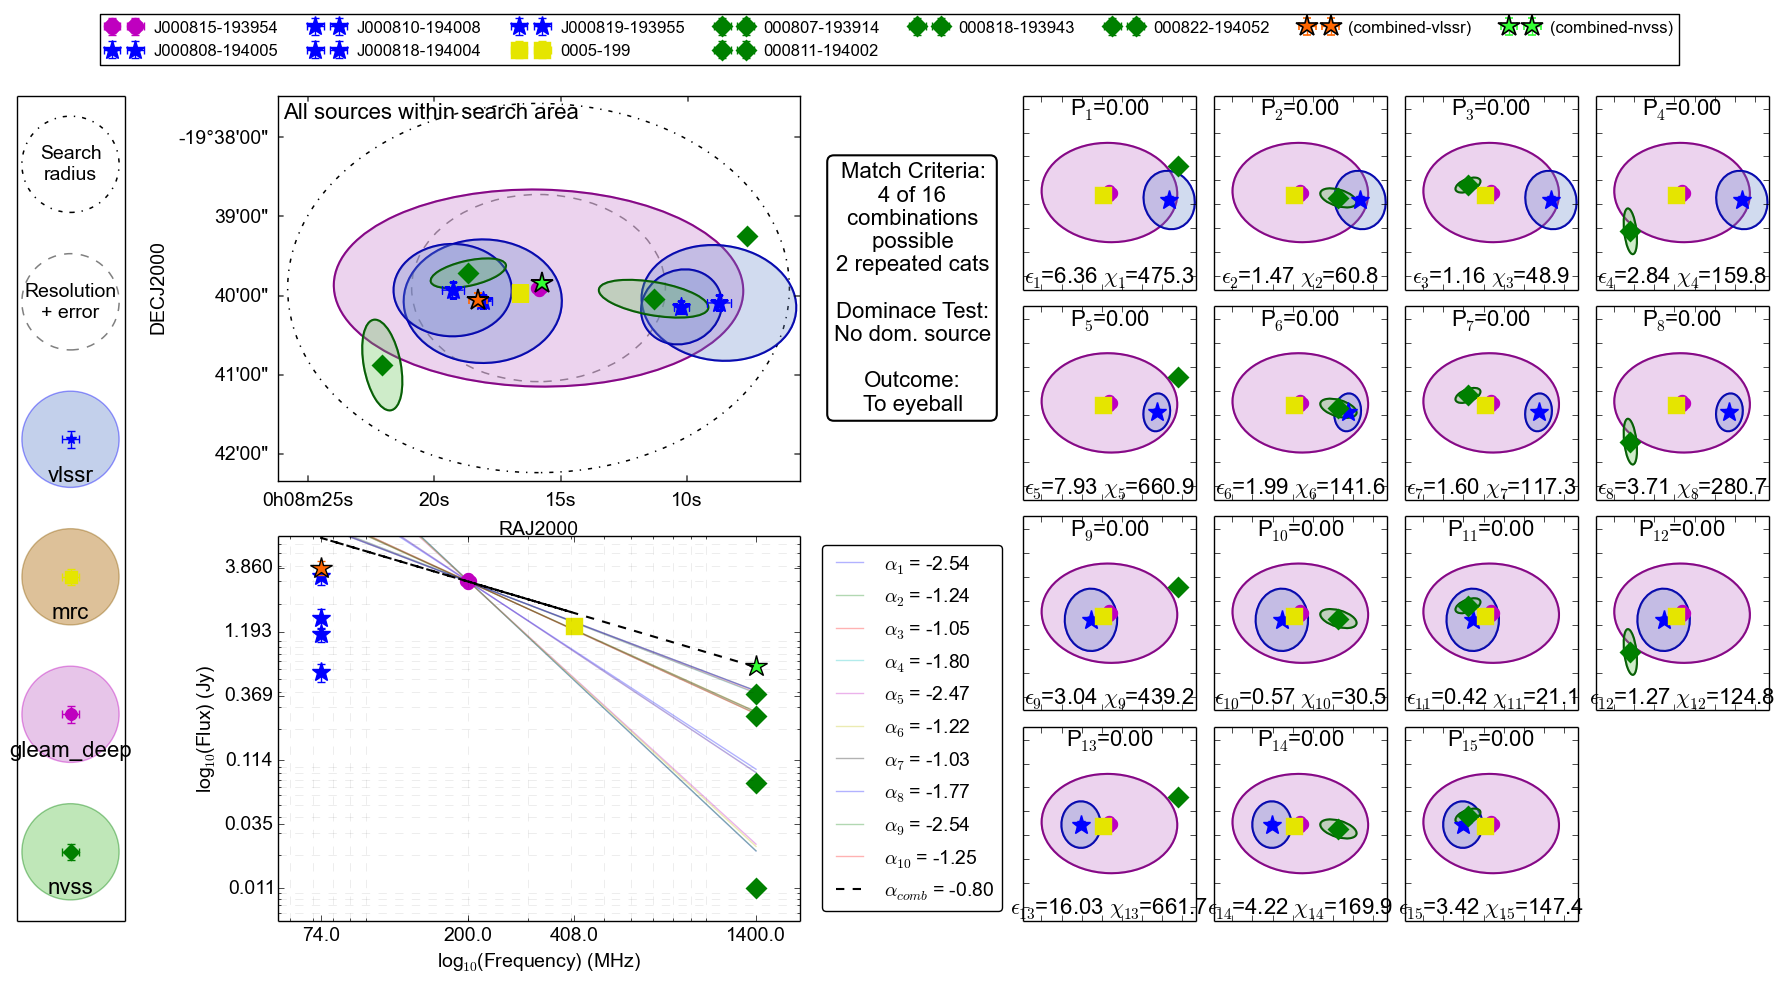 J000815-193954
J000810-194008
J000819-193955
000807-193914
000818-193943
000822-194052
(combined-vlssr)
(combined-nvss)
J000808-194005
J000818-194004
0005-199
000811-194002
Search
radius
Resolution
+ error
vlssr
mrc
gleam_deep
nvss
All sources within search area
-19°38'00"
39'00"
40'00"
41'00"
42'00"
DECJ2000
0h08m25s
20s
15s
10s
RAJ2000
Match Criteria:
4 of 16
combinations
possible
2 repeated cats
Dominace Test:
No dom. source
Outcome:
To eyeball
3.860
1.193
0.369
0.114
0.035
0.011
log10(Flux) (Jy)
74.0
200.0
408.0
1400.0
log10(Frequency) (MHz)
α1 = -2.54
α2 = -1.24
α3 = -1.05
α4 = -1.80
α5 = -2.47
α6 = -1.22
α7 = -1.03
α8 = -1.77
α9 = -2.54
α10 = -1.25
αcomb = -0.80
P1=0.00
ϵ1=6.36 χ1=475.3
P2=0.00
ϵ2=1.47 χ2=60.8
P3=0.00
ϵ3=1.16 χ3=48.9
P4=0.00
ϵ4=2.84 χ4=159.8
P5=0.00
ϵ5=7.93 χ5=660.9
P6=0.00
ϵ6=1.99 χ6=141.6
P7=0.00
ϵ7=1.60 χ7=117.3
P8=0.00
ϵ8=3.71 χ8=280.7
P9=0.00
ϵ9=3.04 χ9=439.2
P10=0.00
ϵ10=0.57 χ10=30.5
P11=0.00
ϵ11=0.42 χ11=21.1
P12=0.00
ϵ12=1.27 χ12=124.8
P13=0.00
ϵ13=16.03 χ13=661.7
P14=0.00
ϵ14=4.22 χ14=169.9
P15=0.00
ϵ15=3.42 χ15=147.4